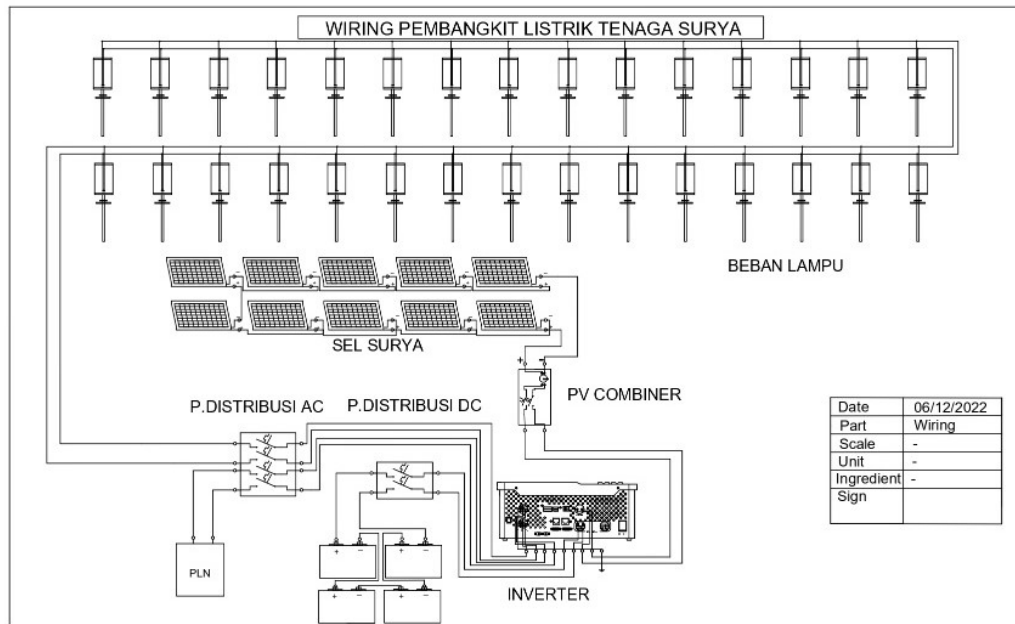 WIRING PEMBANGKIT LISTRIK TENAGA SURYA
BEBAN LAMPU
SEL SURYA
+ -
PV COMBINER
P.DISTRIBUSI AC
P.DISTRIBUSI DC
Date 06/12/2022
Part Wiring
Scale -
Unit -
Ingredient -
Sign
+ - + -
PLN
INVERTER